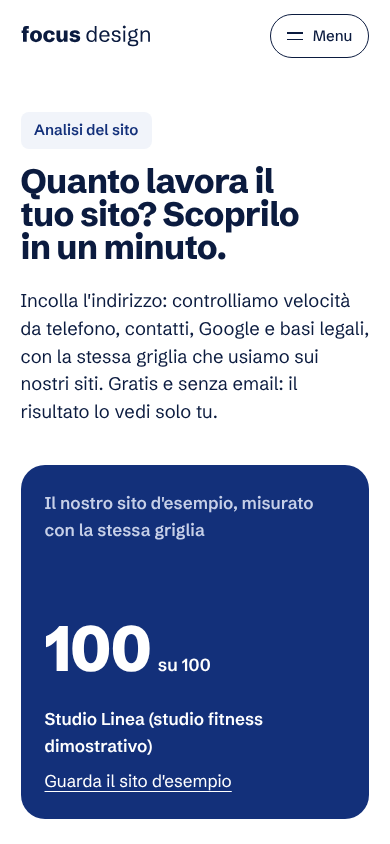 focus design
Menu
Analisi del sito
Quanto lavora il
tuo sito? Scoprilo
in un minuto.
Incolla l'indirizzo: controlliamo velocità
da telefono, contatti, Google e basi legali,
con la stessa griglia che usiamo sui
nostri siti. Gratis e senza email: il
risultato lo vedi solo tu.
Il nostro sito d'esempio, misurato
con la stessa griglia
100 su 100
Studio Linea (studio fitness
dimostrativo)
Guarda il sito d'esempio